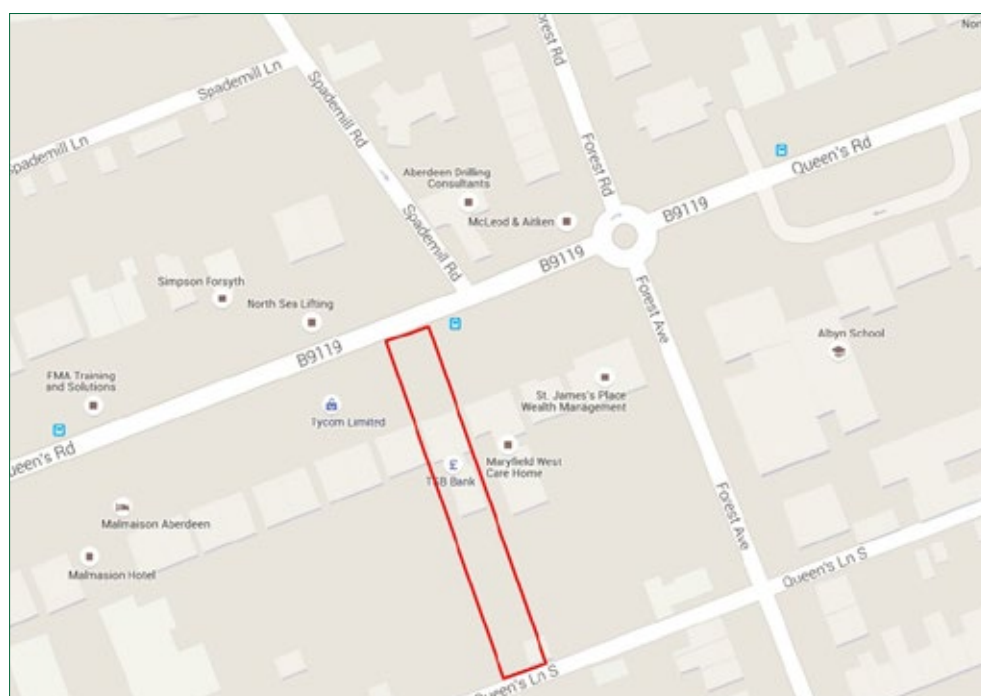 Forest Rd
Nor
Spademill Ln
Spademill Rd
Spademill Ln
Forest Rd
Queen's Rd
Aberdeen Drilling
Consultants
McLeod & Aitken
B9119
Spademill Rd
B9119
Simpson Forsyth
North Sea Lifting
Forest Ave
Albyn School
B9119
FMA Training
and Solutions
Tycom Limited
St. James's Place
Wealth Management
Queen's Rd
Maryfield West
Care Home
TSB Bank
Malmaison Aberdeen
Forest Ave
Malmasion Hotel
Queen's Ln S
Queen's Ln S